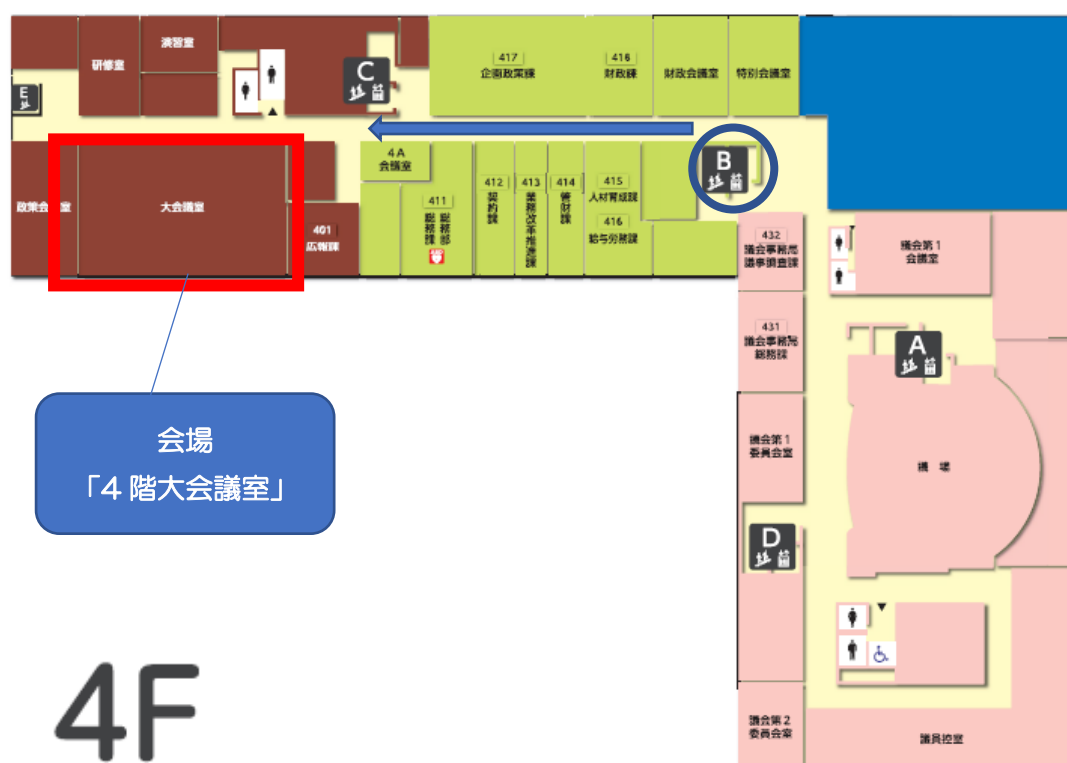 演習室
研修室
C
E
417
企画政策課
416
財政課
財政会議室
特別会議室
B
4A
会議室
政策会議室
大会議室
401
広報課
411
総務部
総務課
412
契約課
413
業務改革推進課
414
管財課
415
人材育成課
416
給与労務課
432
議会事務局
議事調査課
議会第1
会議室
431
議会事務局
総務課
A
議会第1
委員会室
議場
D
議会第2
委員会室
議員控室
会場
「4階大会議室」
4F